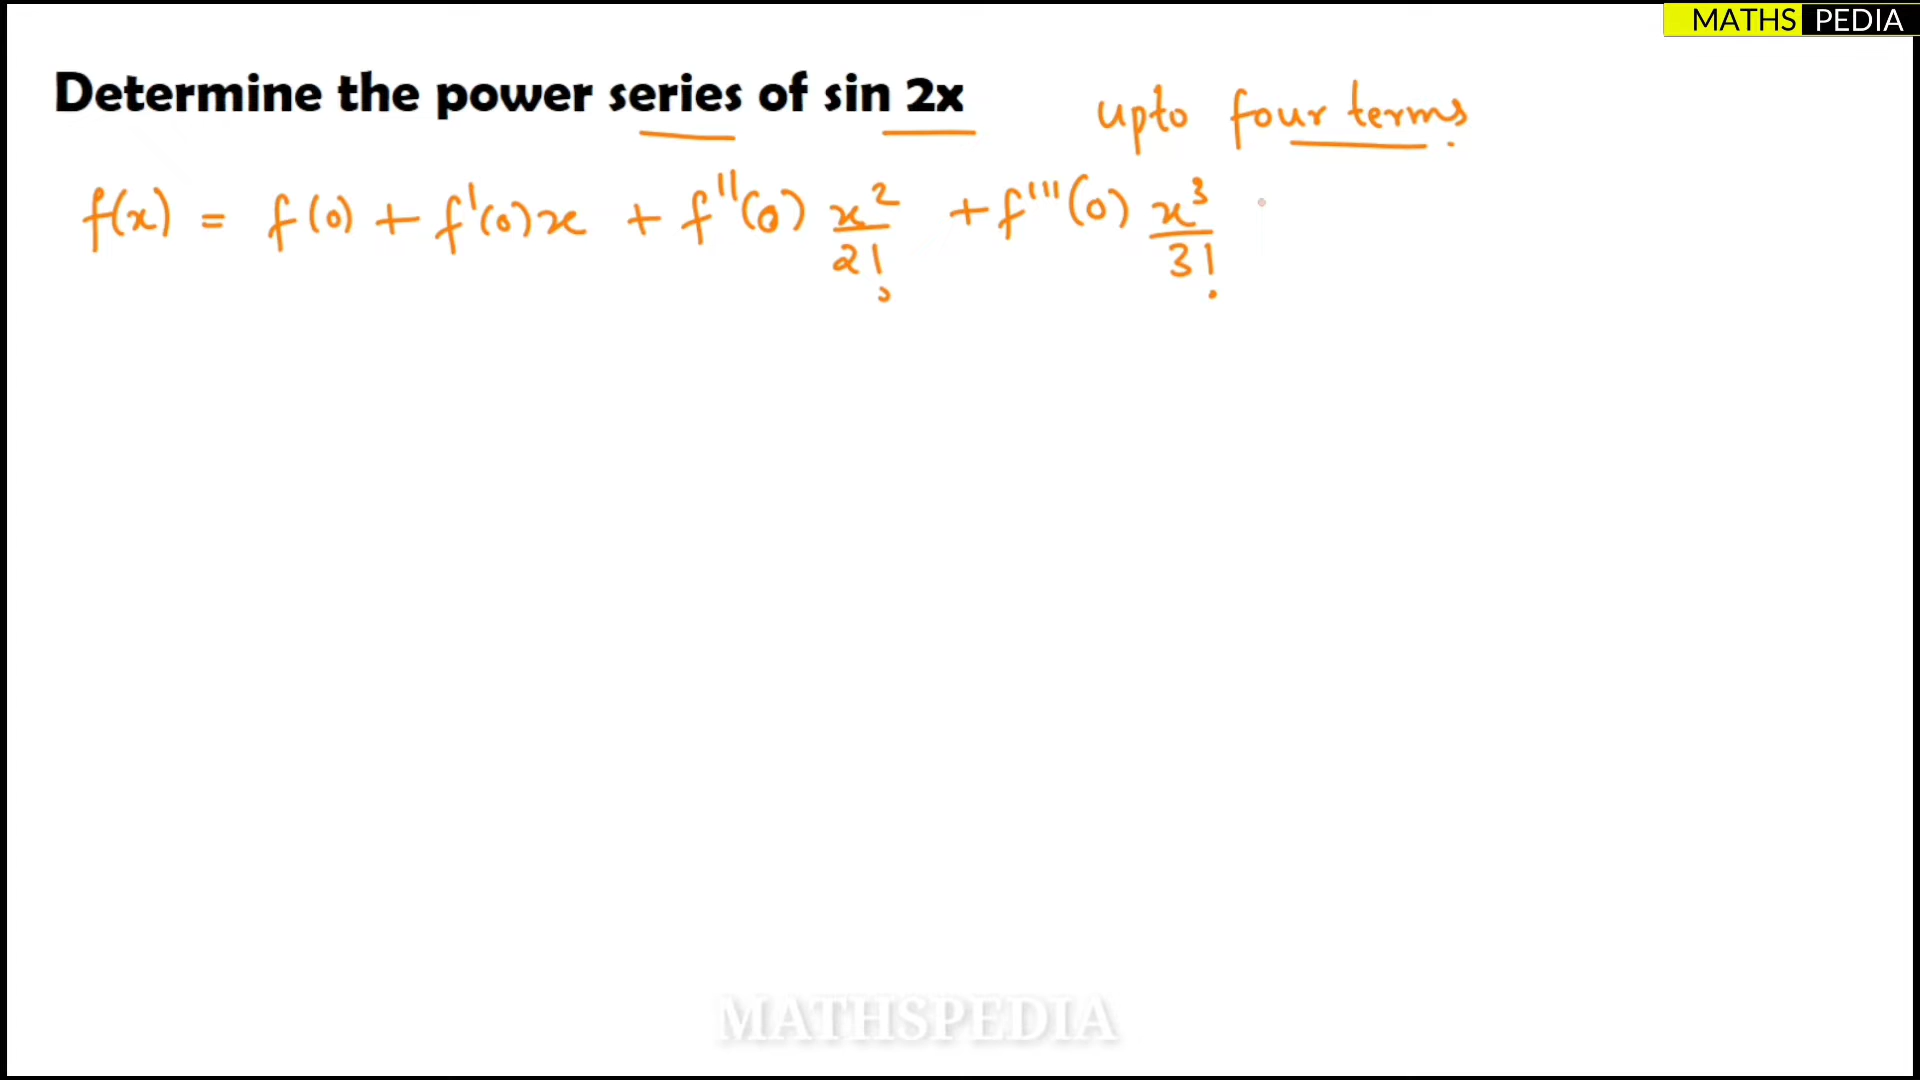 MATHS PEDIA
Determine the power series of sin 2x upto four terms.
f(x) = f(0) + f'(0)x + f''(0) x²/2! + f'''(0) x³/3!
MATHSPEDIA